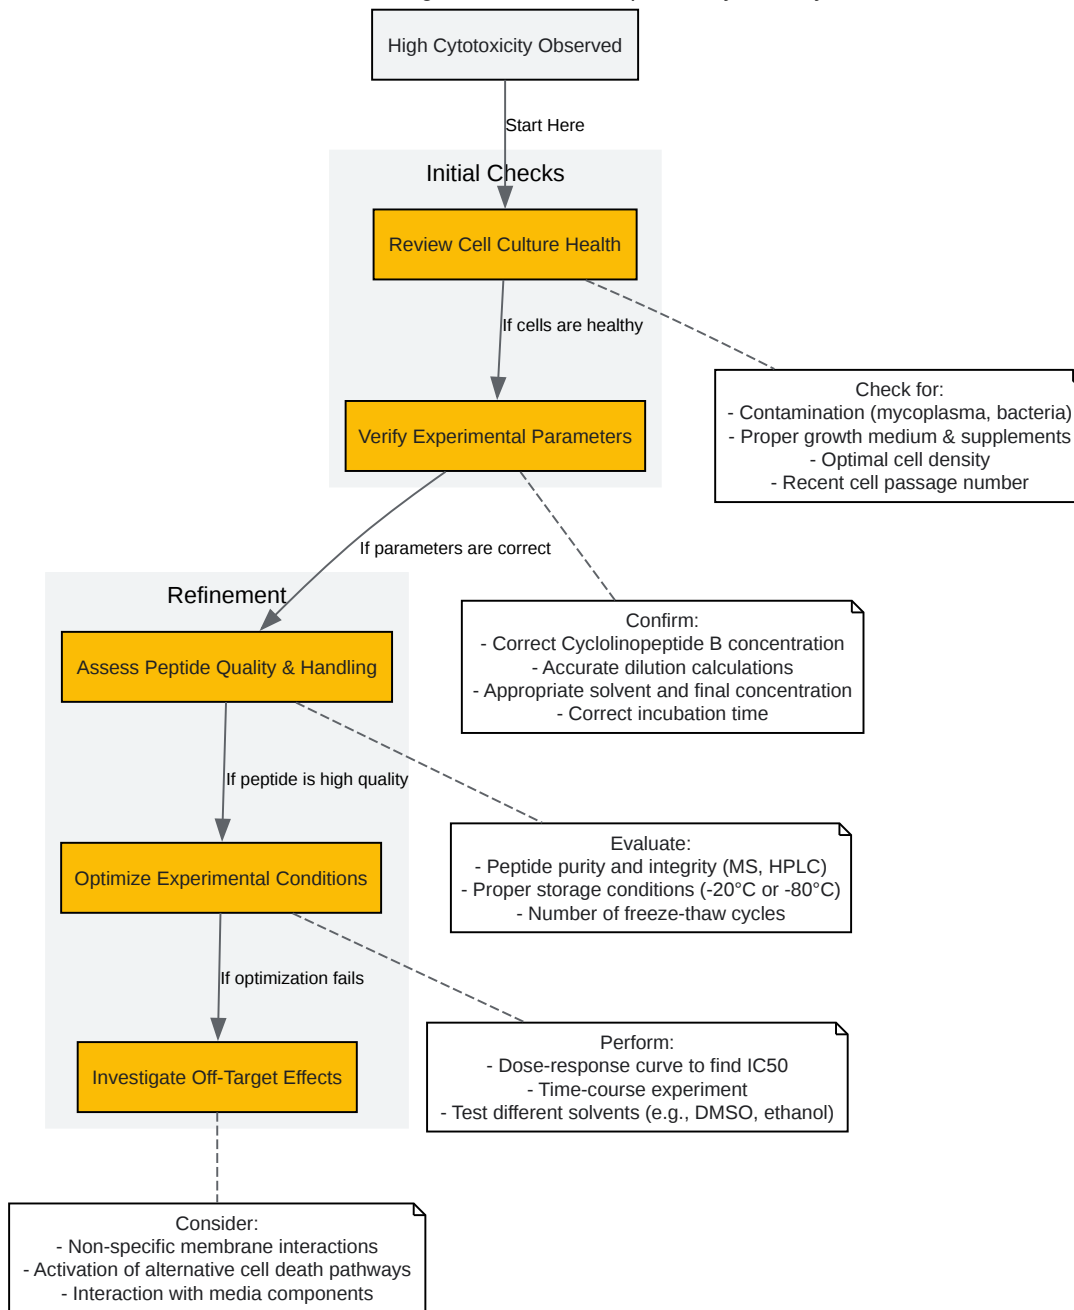 High Cytotoxicity Observed
Start Here
Initial Checks
Review Cell Culture Health
If cells are healthy
Check for:
- Contamination (mycoplasma, bacteria)
- Proper growth medium & supplements
- Optimal cell density
- Recent cell passage number
Verify Experimental Parameters
If parameters are correct
Confirm:
- Correct Cyclolinopeptide B concentration
- Accurate dilution calculations
- Appropriate solvent and final concentration
- Correct incubation time
Refinement
Assess Peptide Quality & Handling
If peptide is high quality
Evaluate:
- Peptide purity and integrity (MS, HPLC)
- Proper storage conditions (-20°C or -80°C)
- Number of freeze-thaw cycles
Optimize Experimental Conditions
If optimization fails
Perform:
- Dose-response curve to find IC50
- Time-course experiment
- Test different solvents (e.g., DMSO, ethanol)
Investigate Off-Target Effects
Consider:
- Non-specific membrane interactions
- Activation of alternative cell death pathways
- Interaction with media components